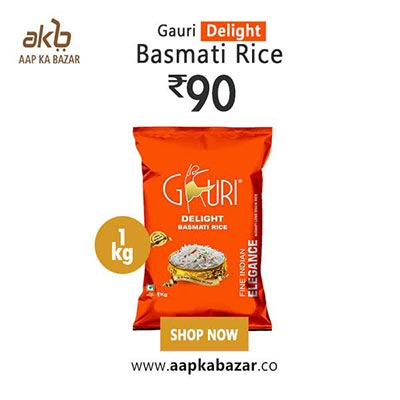 akb
AAP KA BAZAR
Gauri Delight
Basmati Rice
₹90
GAURI®
DELIGHT
BASMATI RICE
FINE INDIAN
ELEGANCE
1
kg
SHOP NOW
www.aapkabazar.co